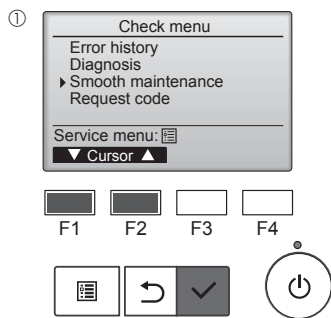 ①
Check menu
Error history
Diagnosis
Smooth maintenance
Request code
Service menu:
▼ Cursor ▲
F1 F2 F3 F4